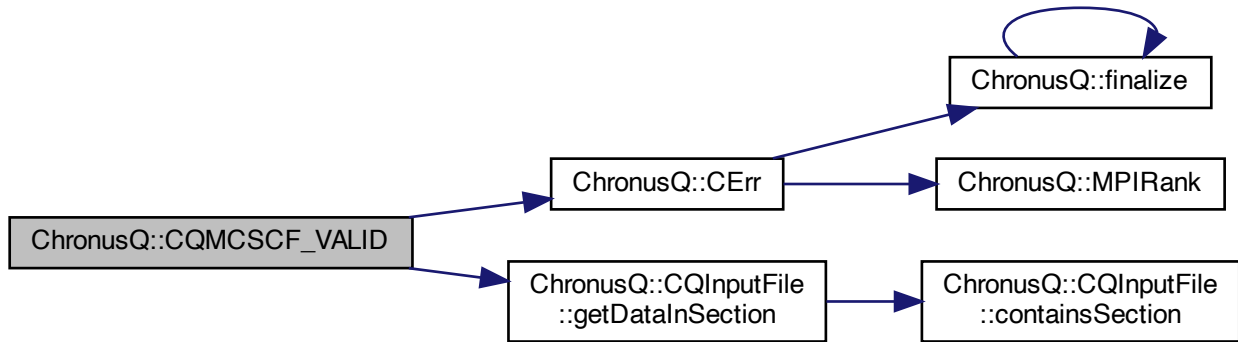 ChronusQ::finalize
ChronusQ::CErr
ChronusQ::MPIRank
ChronusQ::CQMCSCF_VALID
ChronusQ::CQInputFile
::getDataInSection
ChronusQ::CQInputFile
::containsSection